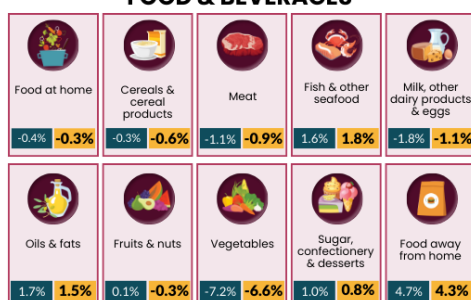 FOOD & BEVERAGES
Food at home
-0.4% -0.3%
Cereals &
cereal
products
-0.3% -0.6%
Meat
-1.1% -0.9%
Fish & other
seafood
1.6% 1.8%
Milk, other
dairy products
& eggs
-1.8% -1.1%
Oils & fats
1.7% 1.5%
Fruits & nuts
0.1% -0.3%
Vegetables
-7.2% -6.6%
Sugar,
confectionery
& desserts
1.0% 0.8%
Food away
from home
4.7% 4.3%